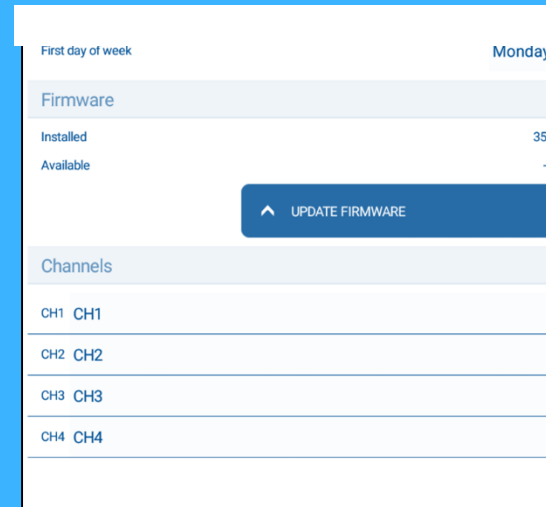 First day of week Monday
Firmware
Installed 35
Available -
UPDATE FIRMWARE
Channels
CH1 CH1
CH2 CH2
CH3 CH3
CH4 CH4